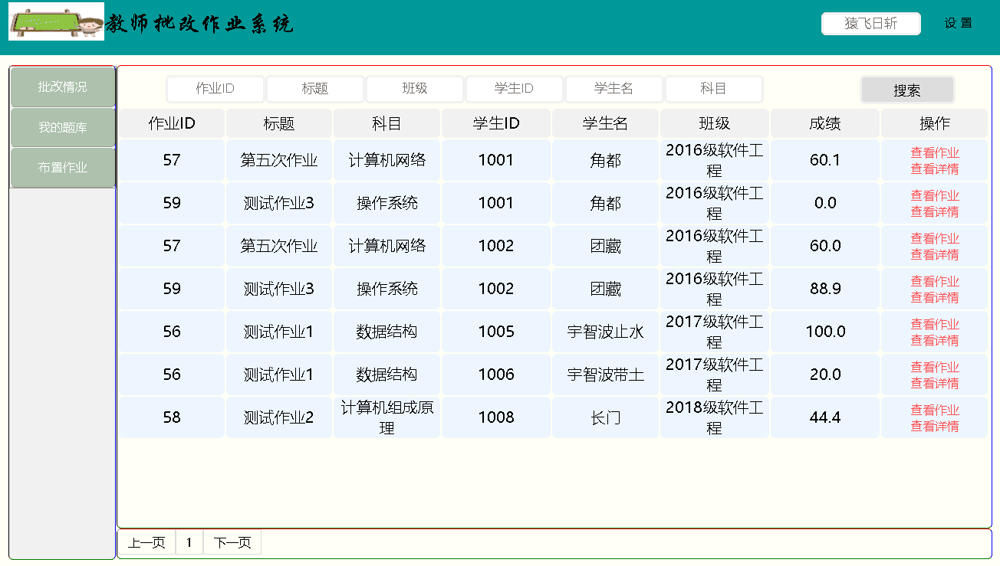 教师批改作业系统
猿飞日斩
设 置
批改情况
我的题库
布置作业
作业ID 标题 班级 学生ID 学生名 科目 搜索
作业ID 标题 科目 学生ID 学生名 班级 成绩 操作
57 第五次作业 计算机网络 1001 角都 2016级软件工程 60.1 查看作业 查看详情
59 测试作业3 操作系统 1001 角都 2016级软件工程 0.0 查看作业 查看详情
57 第五次作业 计算机网络 1002 团藏 2016级软件工程 60.0 查看作业 查看详情
59 测试作业3 操作系统 1002 团藏 2016级软件工程 88.9 查看作业 查看详情
56 测试作业1 数据结构 1005 宇智波止水 2017级软件工程 100.0 查看作业 查看详情
56 测试作业1 数据结构 1006 宇智波带土 2017级软件工程 20.0 查看作业 查看详情
58 测试作业2 计算机组成原理 1008 长门 2018级软件工程 44.4 查看作业 查看详情
上一页 1 下一页